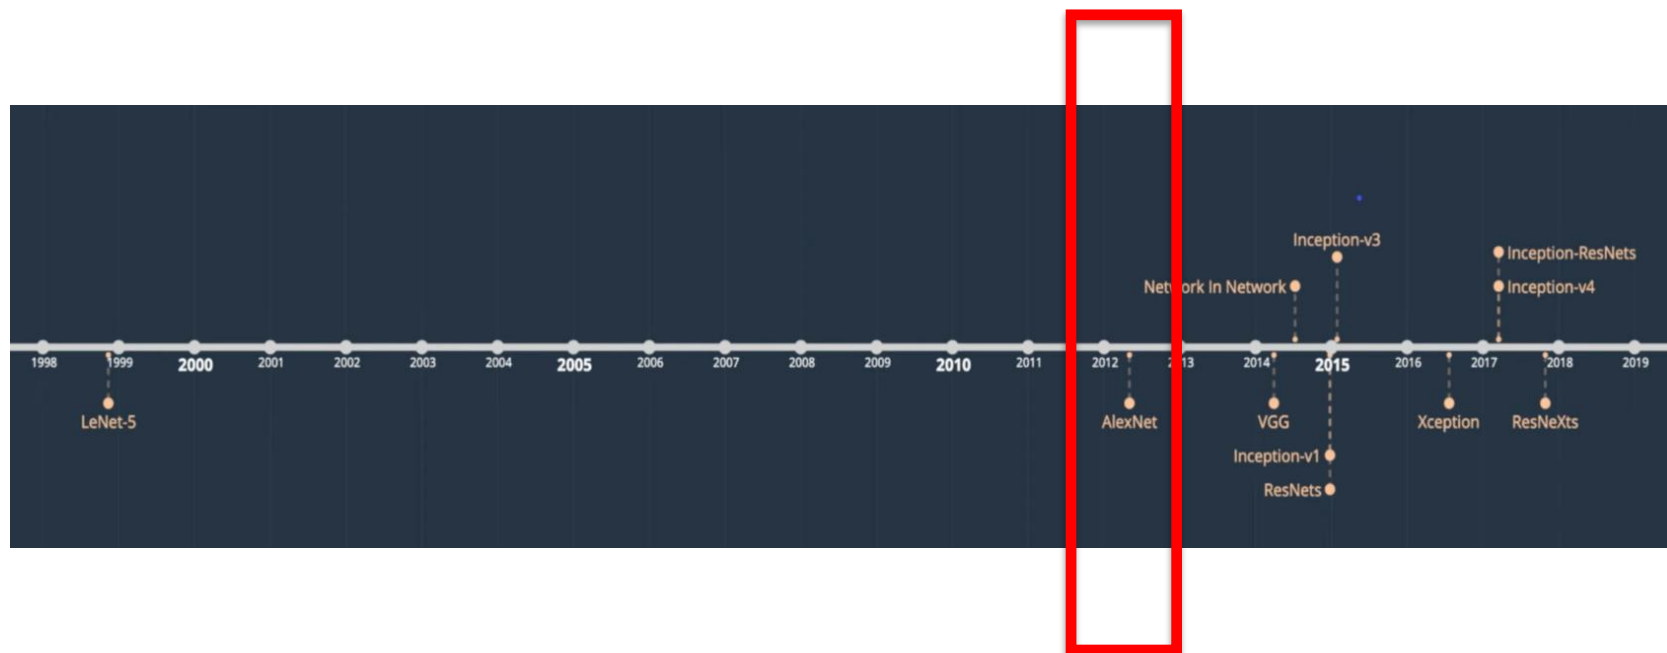 Inception-v3
Inception-ResNets
Network In Network
Inception-v4
1998 1999 2000 2001 2002 2003 2004 2005 2006 2007 2008 2009 2010 2011 2012 2013 2014 2015 2016 2017 2018 2019
LeNet-5
AlexNet
VGG
Xception
ResNeXts
Inception-v1
ResNets